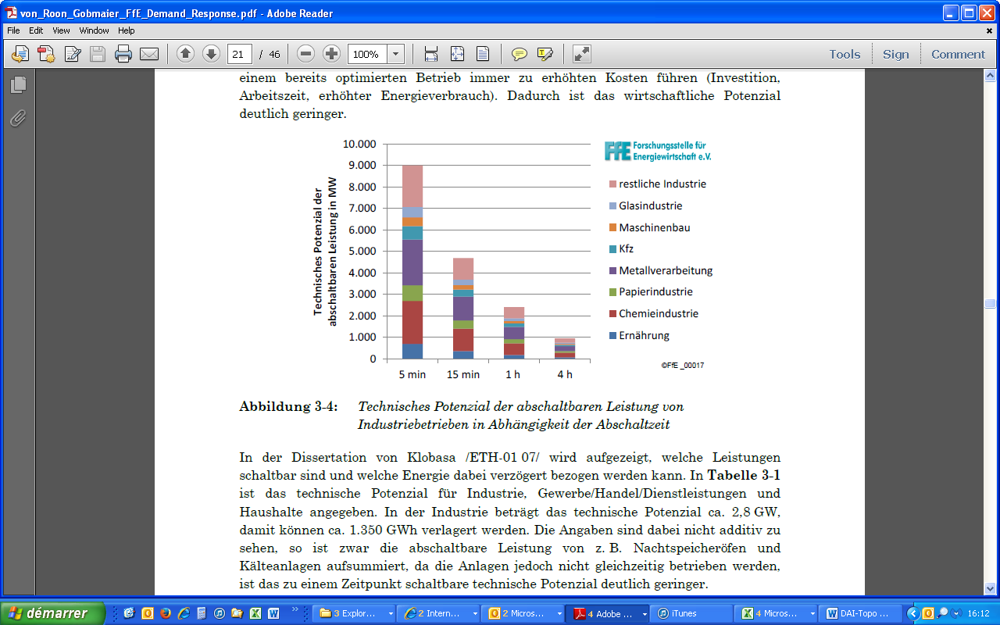 von_Roon_Gobmaier_FfE_Demand_Response.pdf - Adobe Reader
File Edit View Window Help
21 / 46 100% Tools Sign Comment
einem bereits optimierten Betrieb immer zu erhöhten Kosten führen (Investition,
Arbeitszeit, erhöhter Energieverbrauch). Dadurch ist das wirtschaftliche Potenzial
deutlich geringer.
Technisches Potenzial der
abschaltbaren Leistung in MW
10.000
9.000
8.000
7.000
6.000
5.000
4.000
3.000
2.000
1.000
0
5 min 15 min 1 h 4 h
FfE Forschungsstelle für
Energiewirtschaft e.V.
restliche Industrie
Glasindustrie
Maschinenbau
Kfz
Metallverarbeitung
Papierindustrie
Chemieindustrie
Ernährung
©FfE_00017
Abbildung 3-4: Technisches Potenzial der abschaltbaren Leistung von
Industriebetrieben in Abhängigkeit der Abschaltzeit
In der Dissertation von Klobasa /ETH-01 07/ wird aufgezeigt, welche Leistungen
schaltbar sind und welche Energie dabei verzögert bezogen werden kann. In Tabelle 3-1
ist das technische Potenzial für Industrie, Gewerbe/Handel/Dienstleistungen und
Haushalte angegeben. In der Industrie beträgt das technische Potenzial ca. 2,8 GW,
damit können ca. 1.350 GWh verlagert werden. Die Angaben sind dabei nicht additiv zu
sehen, so ist zwar die abschaltbare Leistung von z. B. Nachtspeicheröfen und
Kälteanlagen aufsummiert, da die Anlagen jedoch nicht gleichzeitig betrieben werden,
ist das zu einem Zeitpunkt schaltbare technische Potenzial deutlich geringer.
démarrer 3 Explor... 2 Intern... 2 Micros... 4 Adobe ... iTunes 4 Micros... DAI-Topo ... 16:12